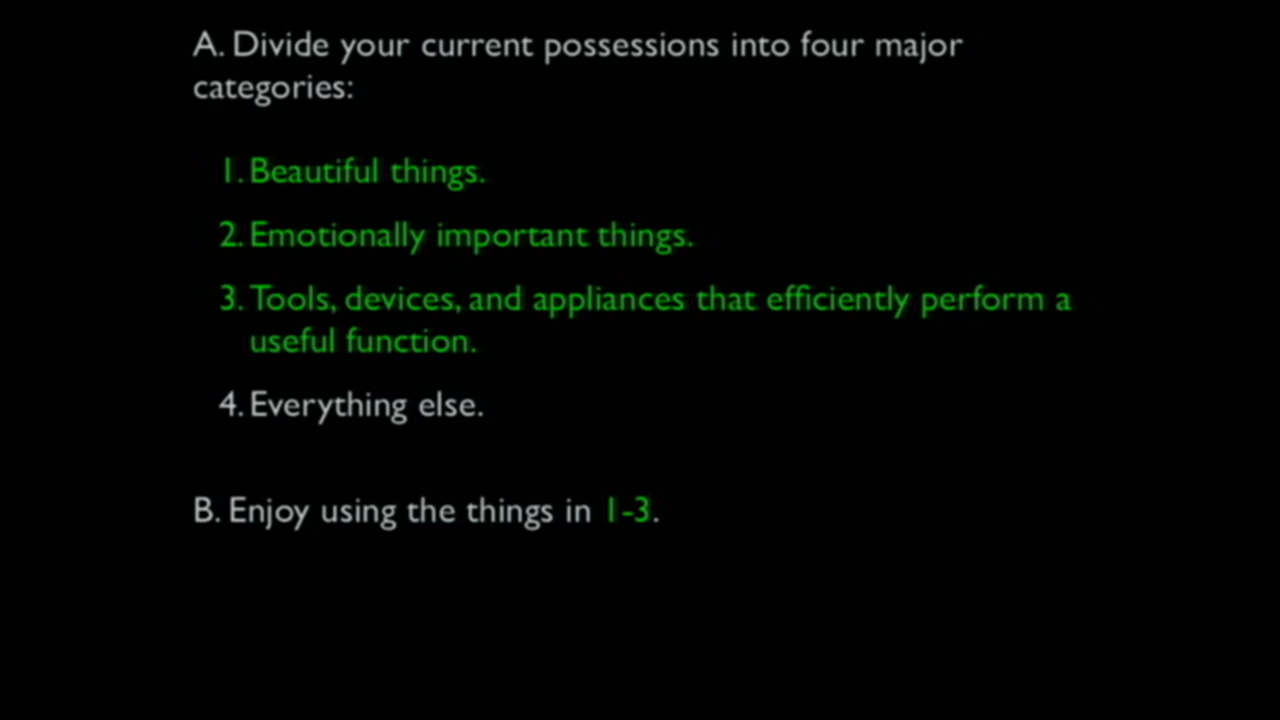 A. Divide your current possessions into four major
categories:
1. Beautiful things.
2. Emotionally important things.
3. Tools, devices, and appliances that efficiently perform a
useful function.
4. Everything else.
B. Enjoy using the things in 1-3.